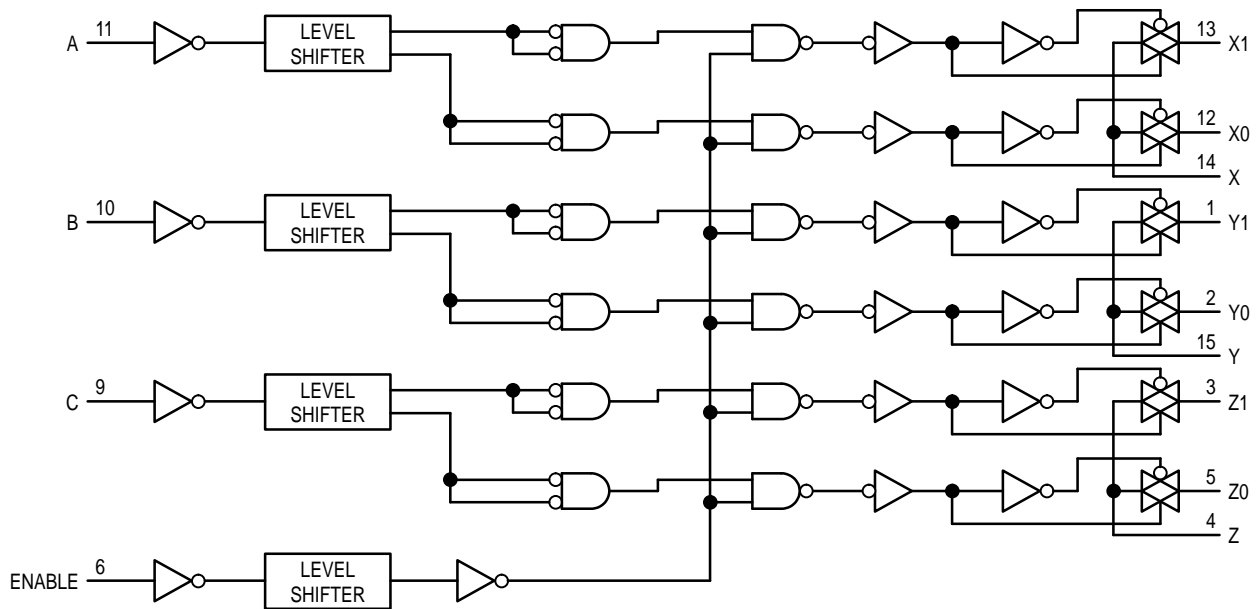 A 11 LEVEL SHIFTER 13 X1
12 X0
14 X
B 10 LEVEL SHIFTER 1 Y1
2 Y0
15 Y
C 9 LEVEL SHIFTER 3 Z1
5 Z0
4 Z
ENABLE 6 LEVEL SHIFTER